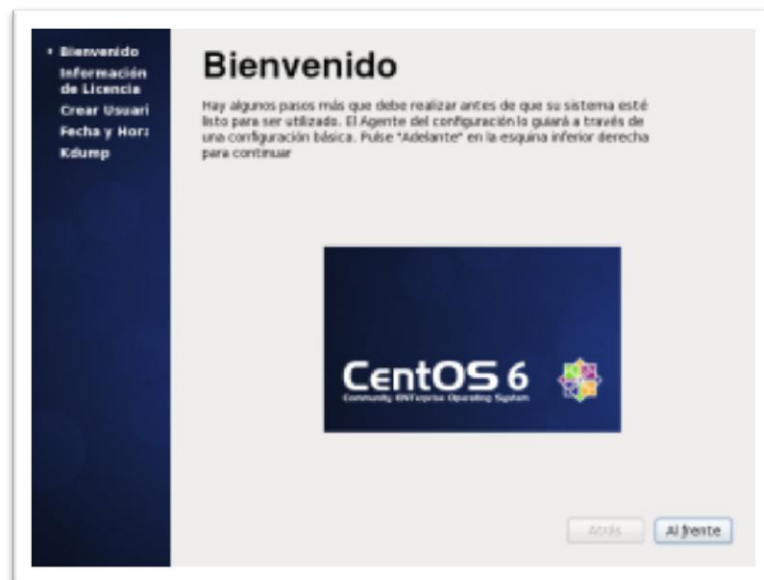 Bienvenido
Información
de Licencia
Crear Usuari
Fecha y Hora
Kdump
Bienvenido
Hay algunos pasos más que debe realizar antes de que su sistema esté
listo para ser utilizado. El Agente del configuración lo guiará a través de
una configuración básica. Pulse "Adelante" en la esquina inferior derecha
para continuar
CentOS 6
Community ENTerprise Operating System
Atrás
Al frente